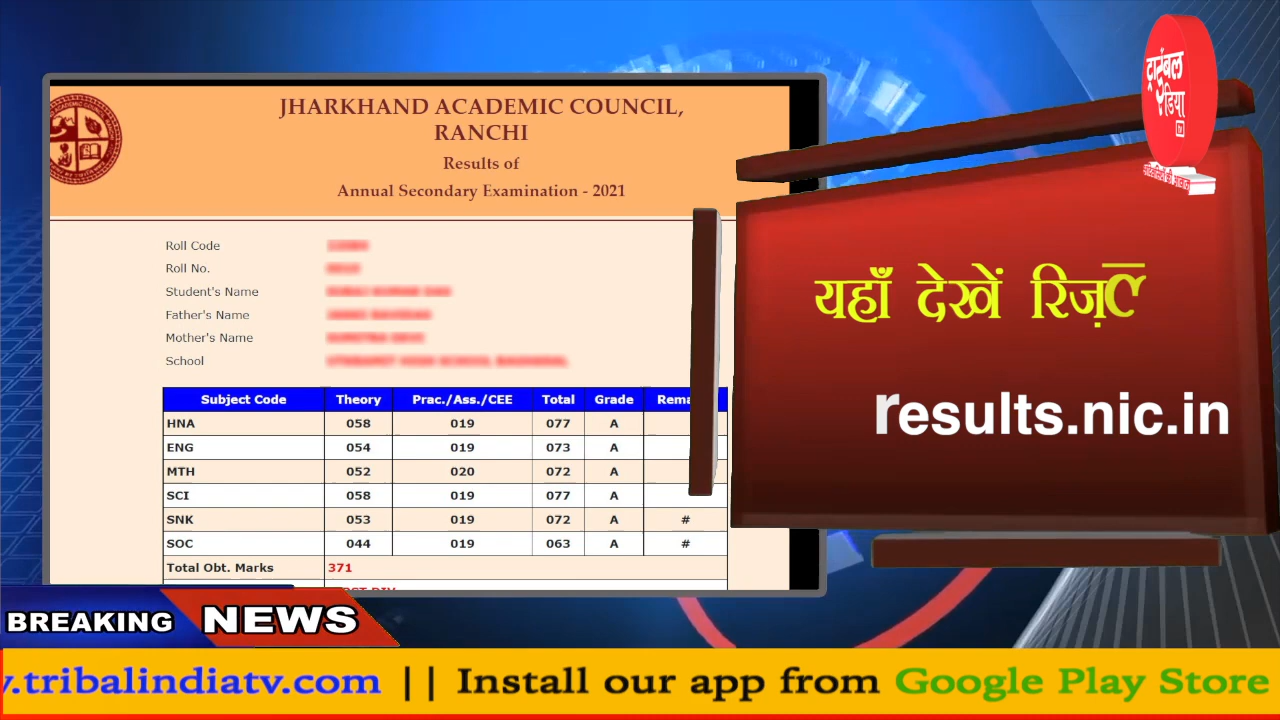 JHARKHAND ACADEMIC COUNCIL,
RANCHI
Results of
Annual Secondary Examination - 2021
Roll Code
Roll No.
Student's Name
Father's Name
Mother's Name
School
Subject Code Theory Prac./Ass./CEE Total Grade
HNA 058 019 077 A
ENG 054 019 073 A
MTH 052 020 072 A
SCI 058 019 077 A
SNK 053 019 072 A #
SOC 044 019 063 A #
Total Obt. Marks 371
यहाँ देखें
results.nic.in
BREAKING NEWS
.tribalindiatv.com || Install our app from Google Play Store